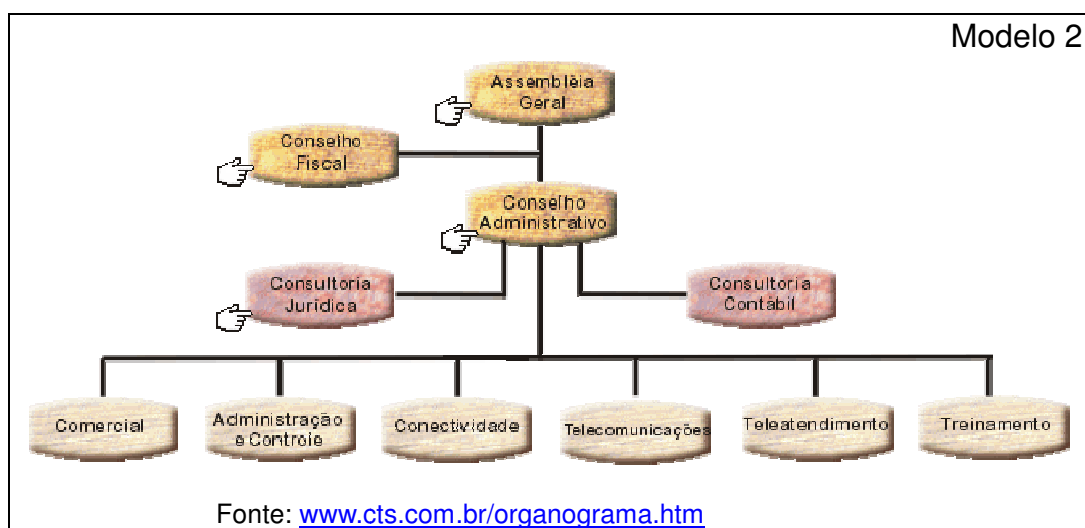 Modelo 2
Assembléia
Geral
Conselho
Fiscal
Conselho
Administrativo
Consultoria
Jurídica
Consultoria
Contábil
Comercial
Administração
e Controle
Conectividade
Telecomunicações
Teleatendimento
Treinamento
Fonte: www.cts.com.br/organograma.htm